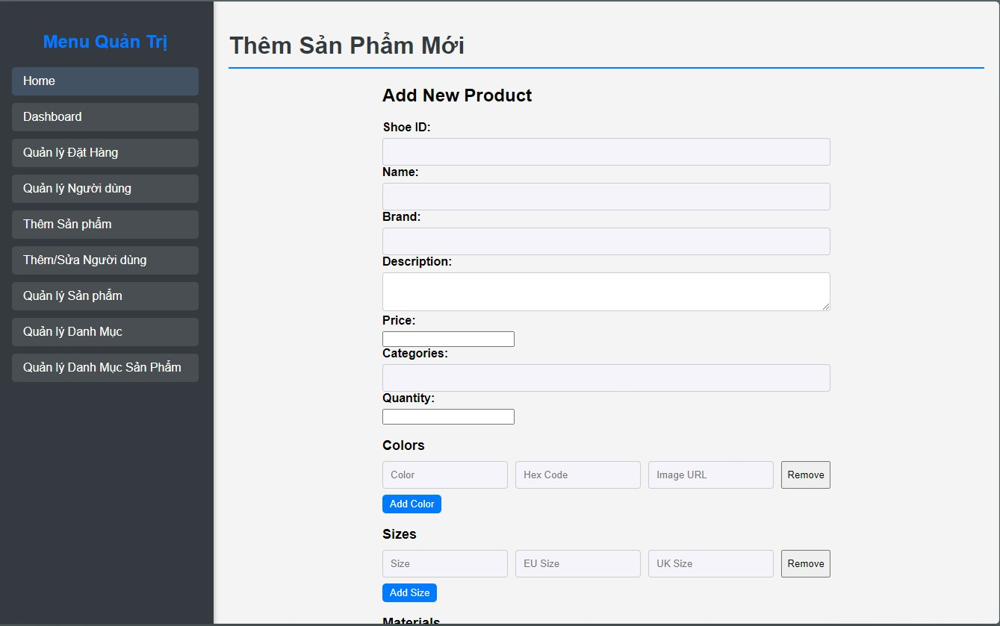 Menu Quản Trị
Home
Dashboard
Quản lý Đặt Hàng
Quản lý Người dùng
Thêm Sản phẩm
Thêm/Sửa Người dùng
Quản lý Sản phẩm
Quản lý Danh Mục
Quản lý Danh Mục Sản Phẩm
Thêm Sản Phẩm Mới
Add New Product
Shoe ID:
Name:
Brand:
Description:
Price:
Categories:
Quantity:
Colors
Color Hex Code Image URL Remove
Add Color
Sizes
Size EU Size UK Size Remove
Add Size
Materials